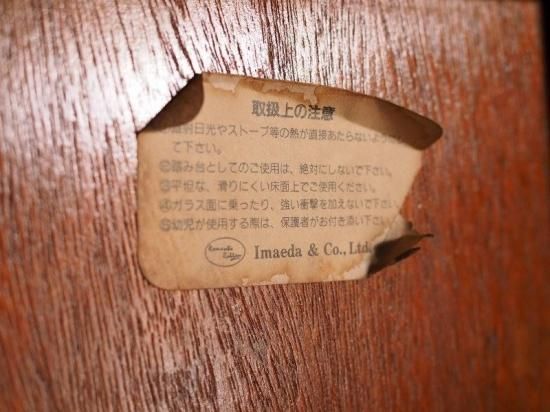 取扱上の注意
射日光やストーブ等の熱が直接あたらないように
て下さい。
②踏み台としてのご使用は、絶対にしないで下さい。
③平坦な、滑りにくい床面上でご使用ください。
④ガラス面に乗ったり、強い衝撃を加えないで下さい。
⑤幼児が使用する際は、保護者がお付き添い下さい
Imaeda & Co., Ltd.